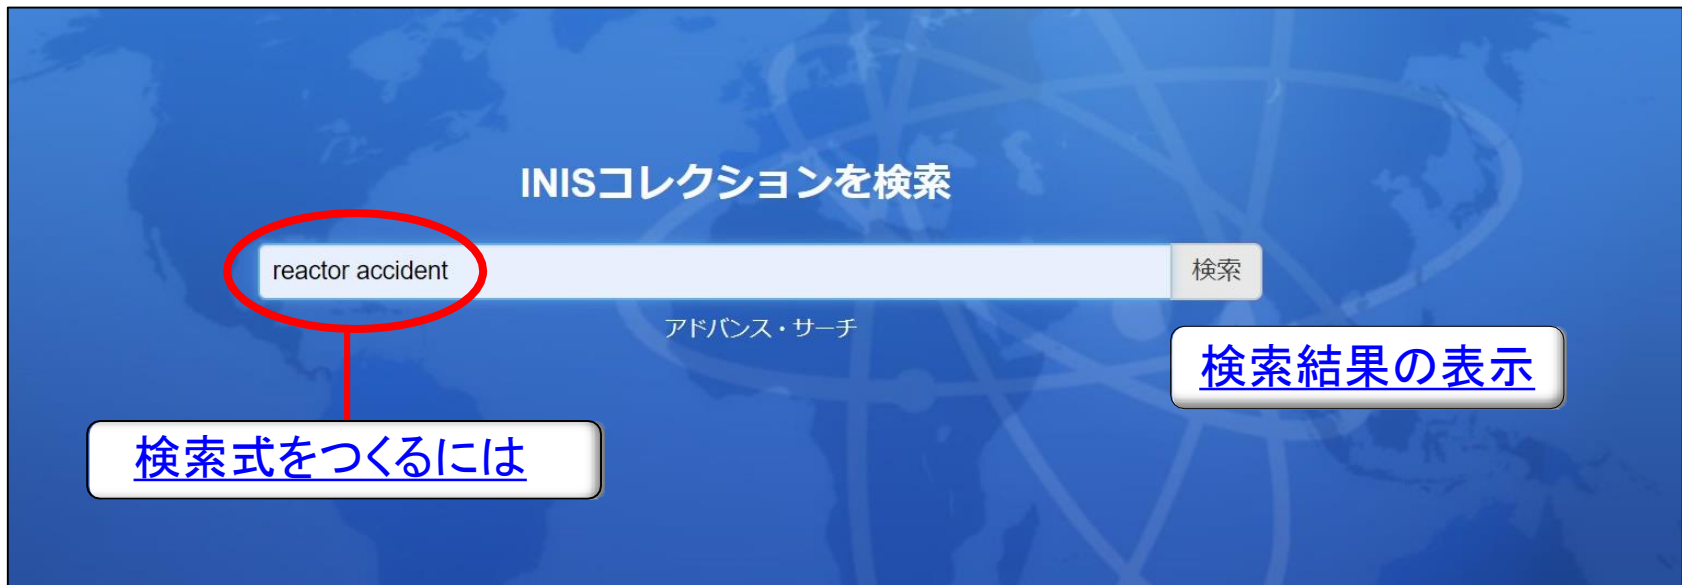 INISコレクションを検索
reactor accident
検索
アドバンス・サーチ
検索結果の表示
検索式をつくるには